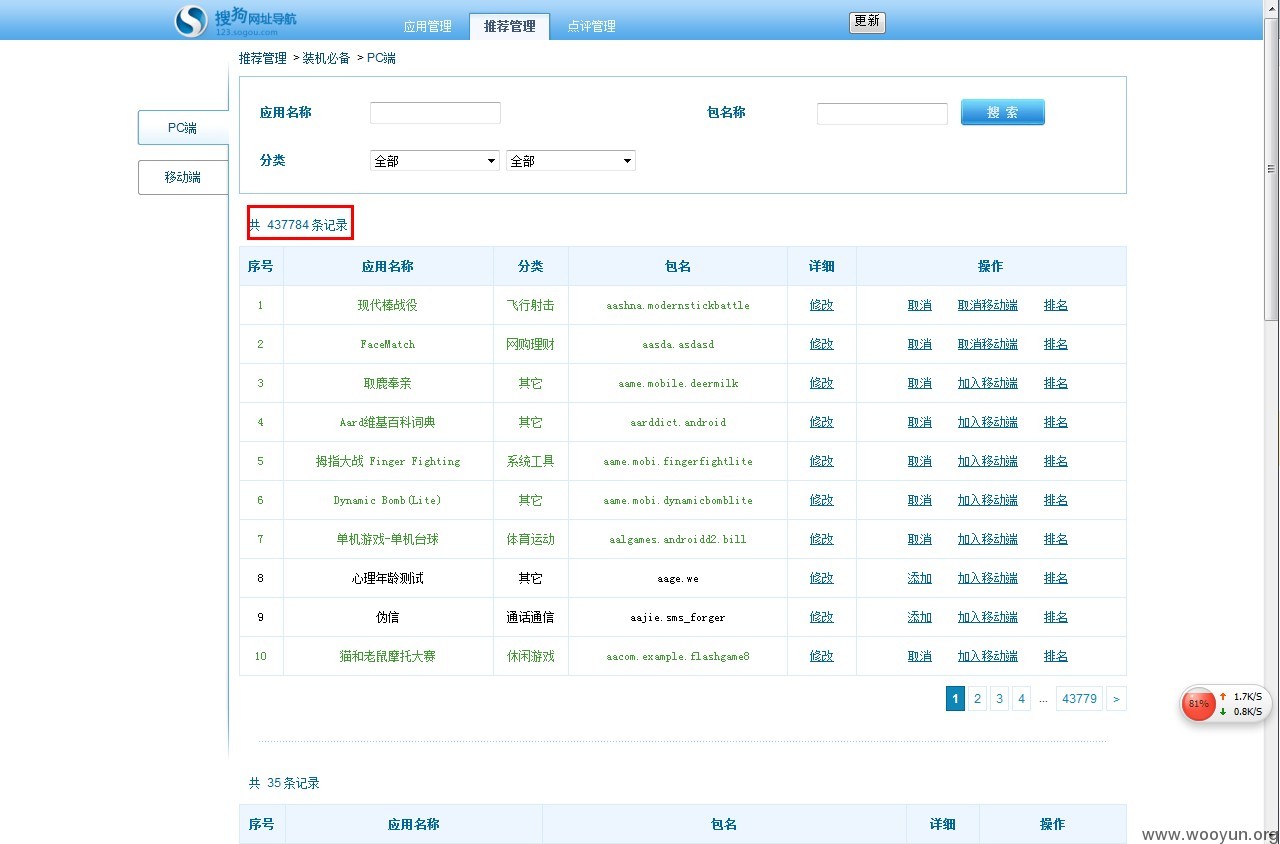 搜狗网址导航
123.sogou.com
应用管理 推荐管理 点评管理 更新
推荐管理 > 装机必备 > PC端
PC端
移动端
应用名称 包名称 搜 索
分类 全部 全部
共 437784 条记录
序号 应用名称 分类 包名 详细 操作
1 现代棒战役 飞行射击 aashna.modernstickbattle 修改 取消 取消移动端 排名
2 FaceMatch 网购理财 aasda.asdasd 修改 取消 取消移动端 排名
3 取鹿奉亲 其它 aame.mobile.deermilk 修改 取消 加入移动端 排名
4 Aard维基百科词典 其它 aarddict.android 修改 取消 加入移动端 排名
5 拇指大战 Finger Fighting 系统工具 aame.mobi.fingerfightlite 修改 取消 加入移动端 排名
6 Dynamic Bomb(Lite) 其它 aame.mobi.dynamicbomblite 修改 取消 加入移动端 排名
7 单机游戏-单机台球 体育运动 aalgames.androidd2.bill 修改 取消 加入移动端 排名
8 心理年龄测试 其它 aage.we 修改 添加 加入移动端 排名
9 伪信 通话通信 aajie.sms_forger 修改 添加 加入移动端 排名
10 猫和老鼠摩托大赛 休闲游戏 aacom.example.flashgame8 修改 取消 加入移动端 排名
1 2 3 4 ... 43779 >
81% 1.7K/S
0.8K/S
共 35 条记录
序号 应用名称 包名 详细 操作
www.wooyun.org